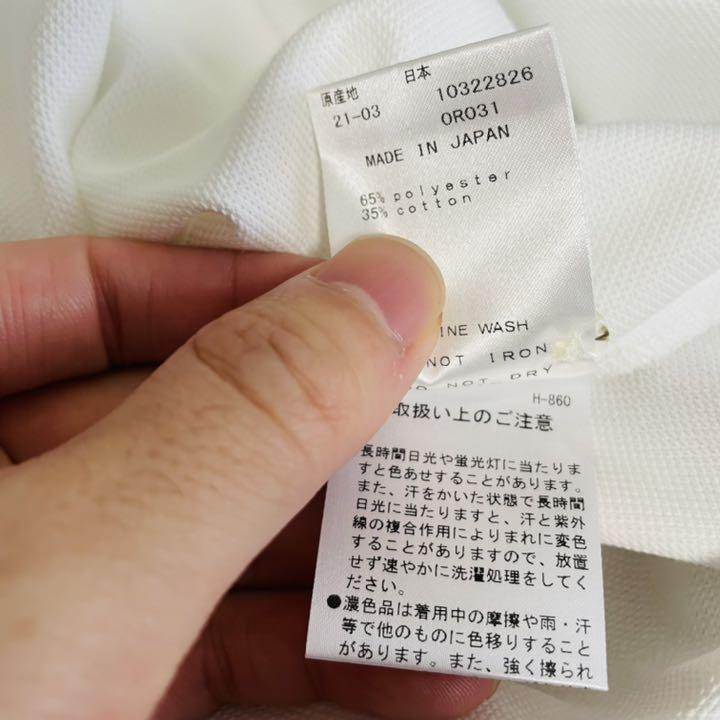 原産地 日本
21-03 10322826
0R031
MADE IN JAPAN
65% polyester
35% cotton
WASH
NOT IRON
NOT DRY
H-860
取扱い上のご注意
長時間日光や蛍光灯に当たりま
すと色あせすることがあります。
また、汗をかいた状態で長時間
日光に当たりますと、汗と紫外
線の複合作用によりまれに変色
することがありますので、放置
せず速やかに洗濯処理をしてく
ださい。
●濃色品は着用中の摩擦や雨・汗
等で他のものに色移りすること
があります。また、強く擦られ